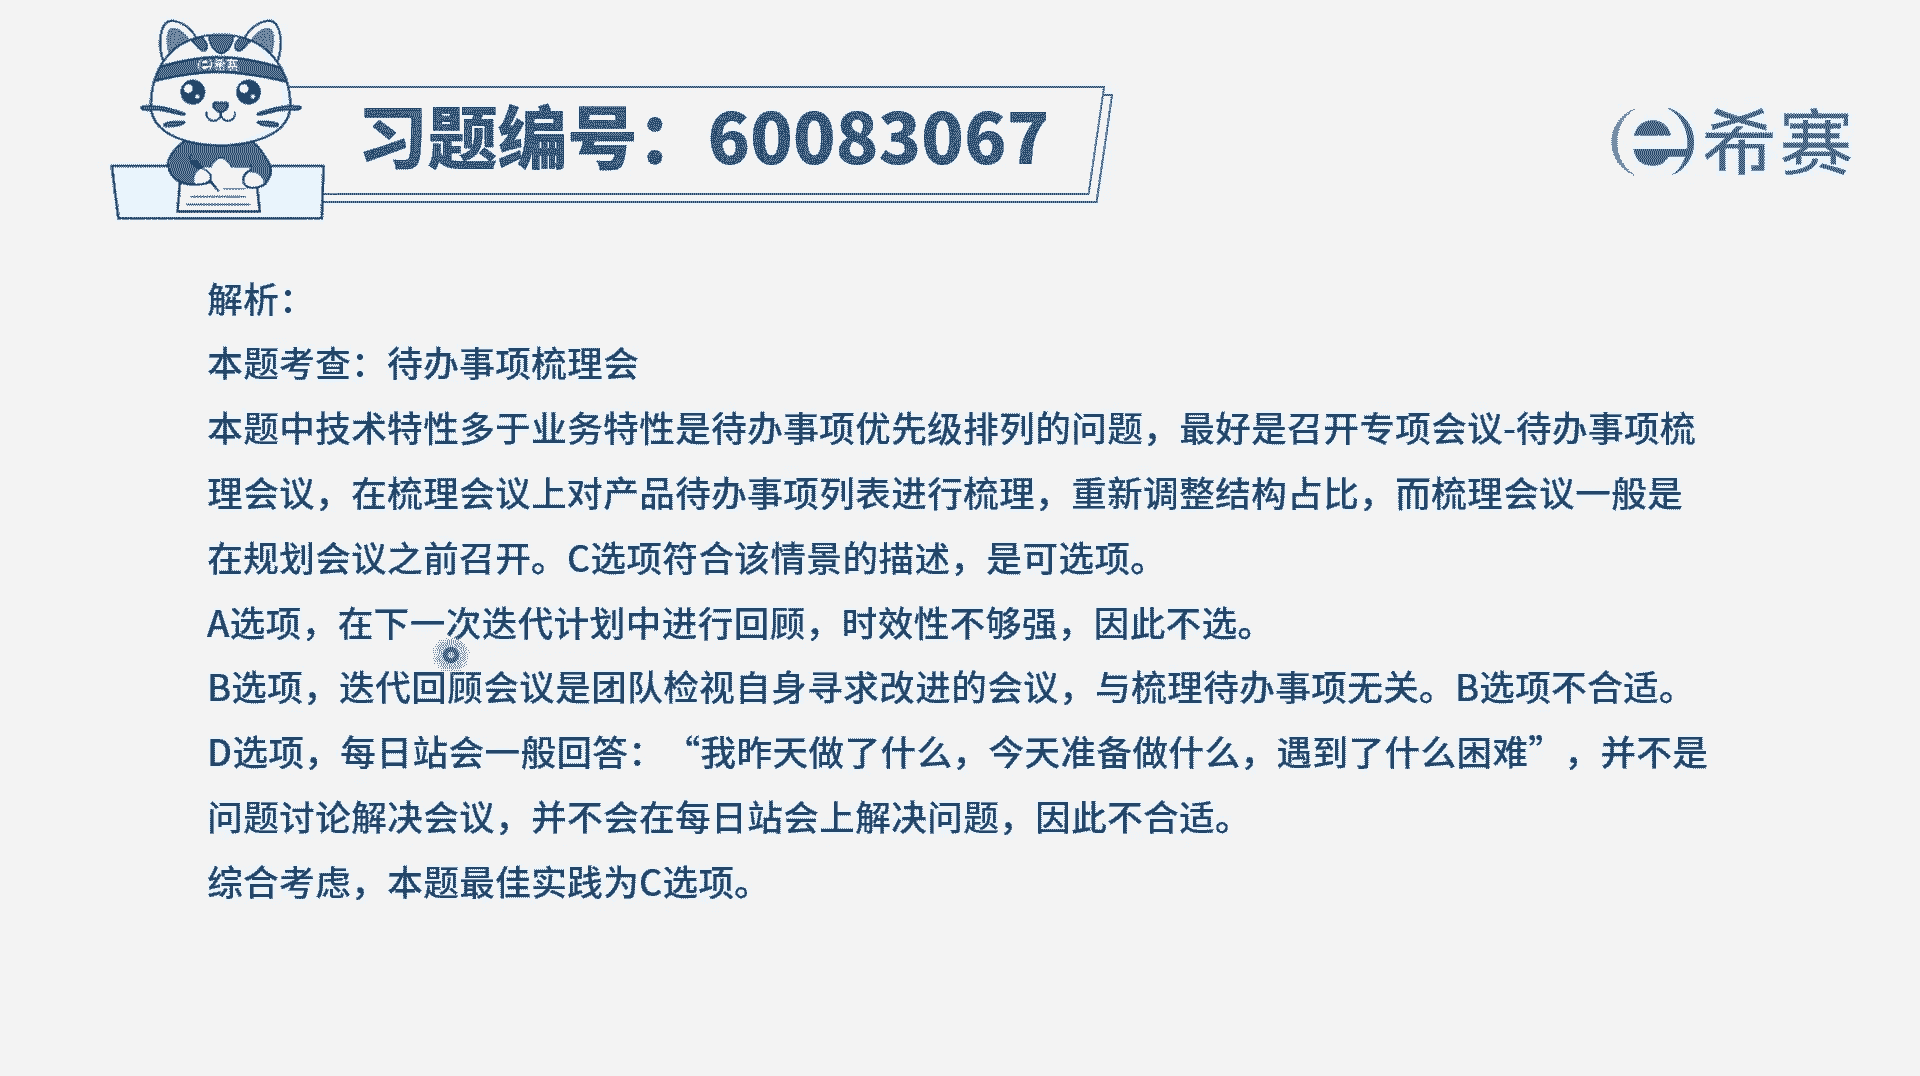 希赛
习题编号：60083067
希赛
解析：
本题考查：待办事项梳理会
本题中技术特性多于业务特性是待办事项优先级排列的问题，最好是召开专项会议-待办事项梳
理会议，在梳理会议上对产品待办事项列表进行梳理，重新调整结构占比，而梳理会议一般是
在规划会议之前召开。C选项符合该情景的描述，是可选项。
A选项，在下一次迭代计划中进行回顾，时效性不够强，因此不选。
B选项，迭代回顾会议是团队检视自身寻求改进的会议，与梳理待办事项无关。B选项不合适。
D选项，每日站会一般回答：“我昨天做了什么，今天准备做什么，遇到了什么困难”，并不是
问题讨论解决会议，并不会在每日站会上解决问题，因此不合适。
综合考虑，本题最佳实践为C选项。